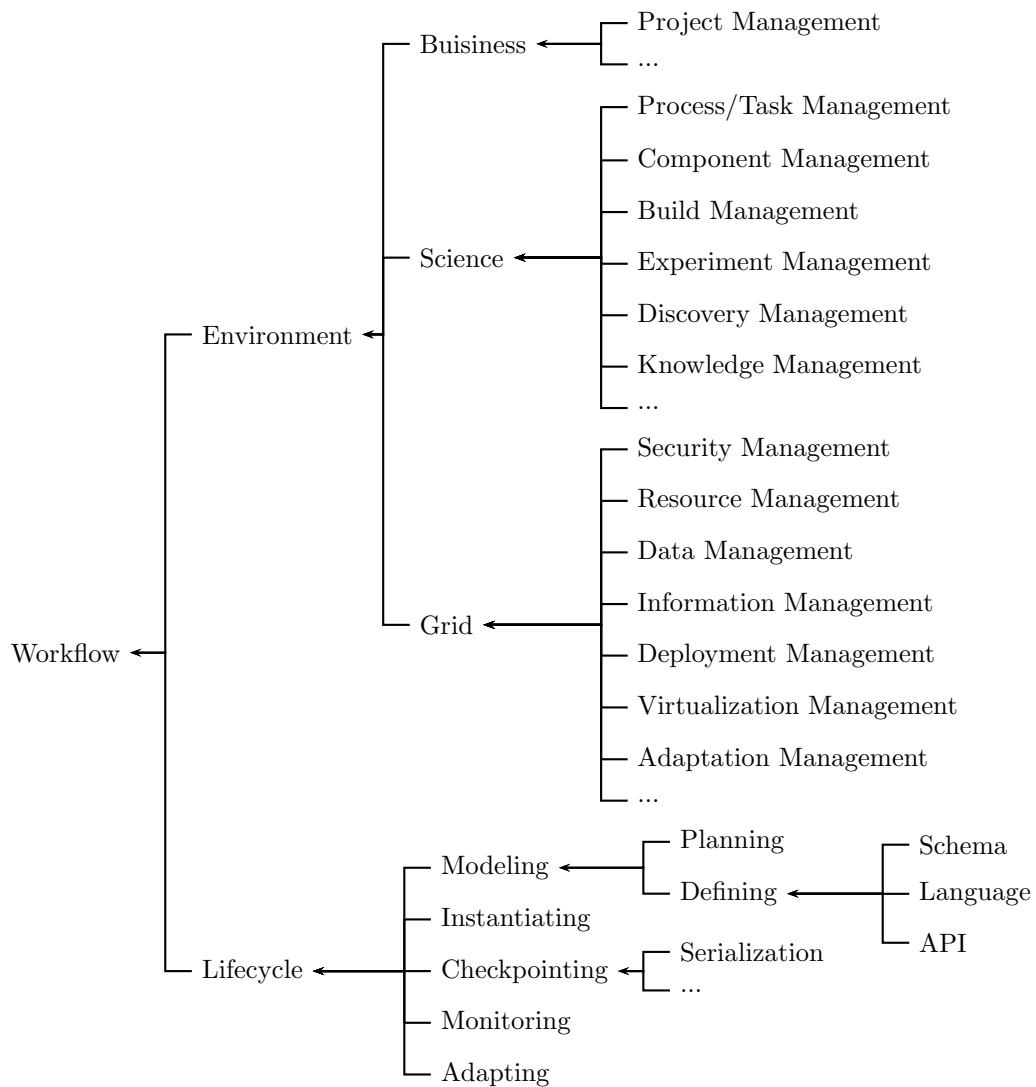 Workflow
Environment
Buisiness
Project Management
...
Science
Process/Task Management
Component Management
Build Management
Experiment Management
Discovery Management
Knowledge Management
...
Grid
Security Management
Resource Management
Data Management
Information Management
Deployment Management
Virtualization Management
Adaptation Management
...
Lifecycle
Modeling
Planning
Defining
Schema
Language
API
Instantiating
Checkpointing
Serialization
...
Monitoring
Adapting